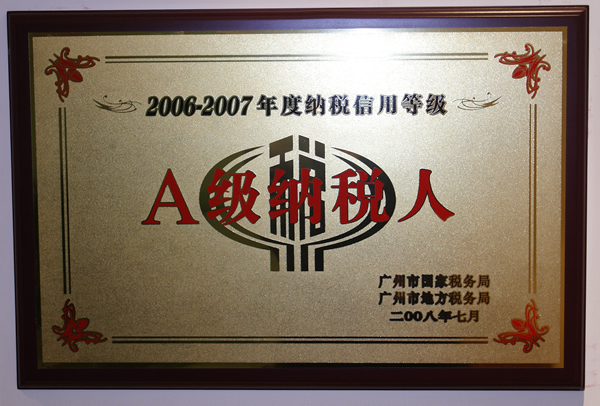 2006-2007年度纳税信用等级
税
A级纳税人
广州市国家税务局
广州市地方税务局
二00八年七月